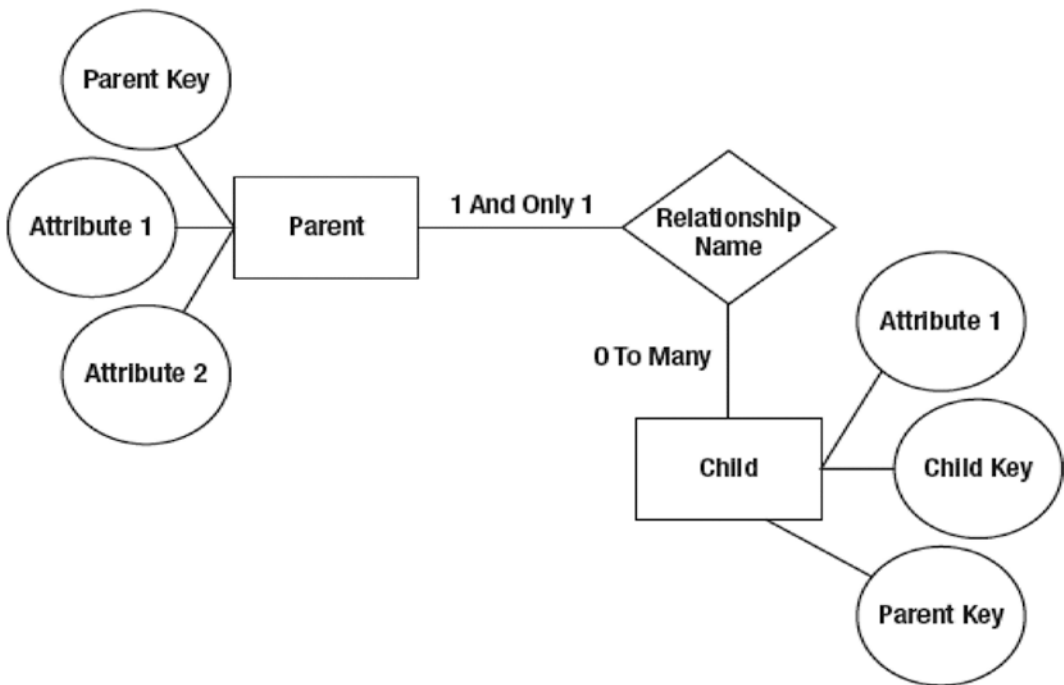 Parent Key
Attribute 1
Parent
1 And Only 1
Relationship
Name
Attribute 2
Attribute 1
0 To Many
Child
Child Key
Parent Key